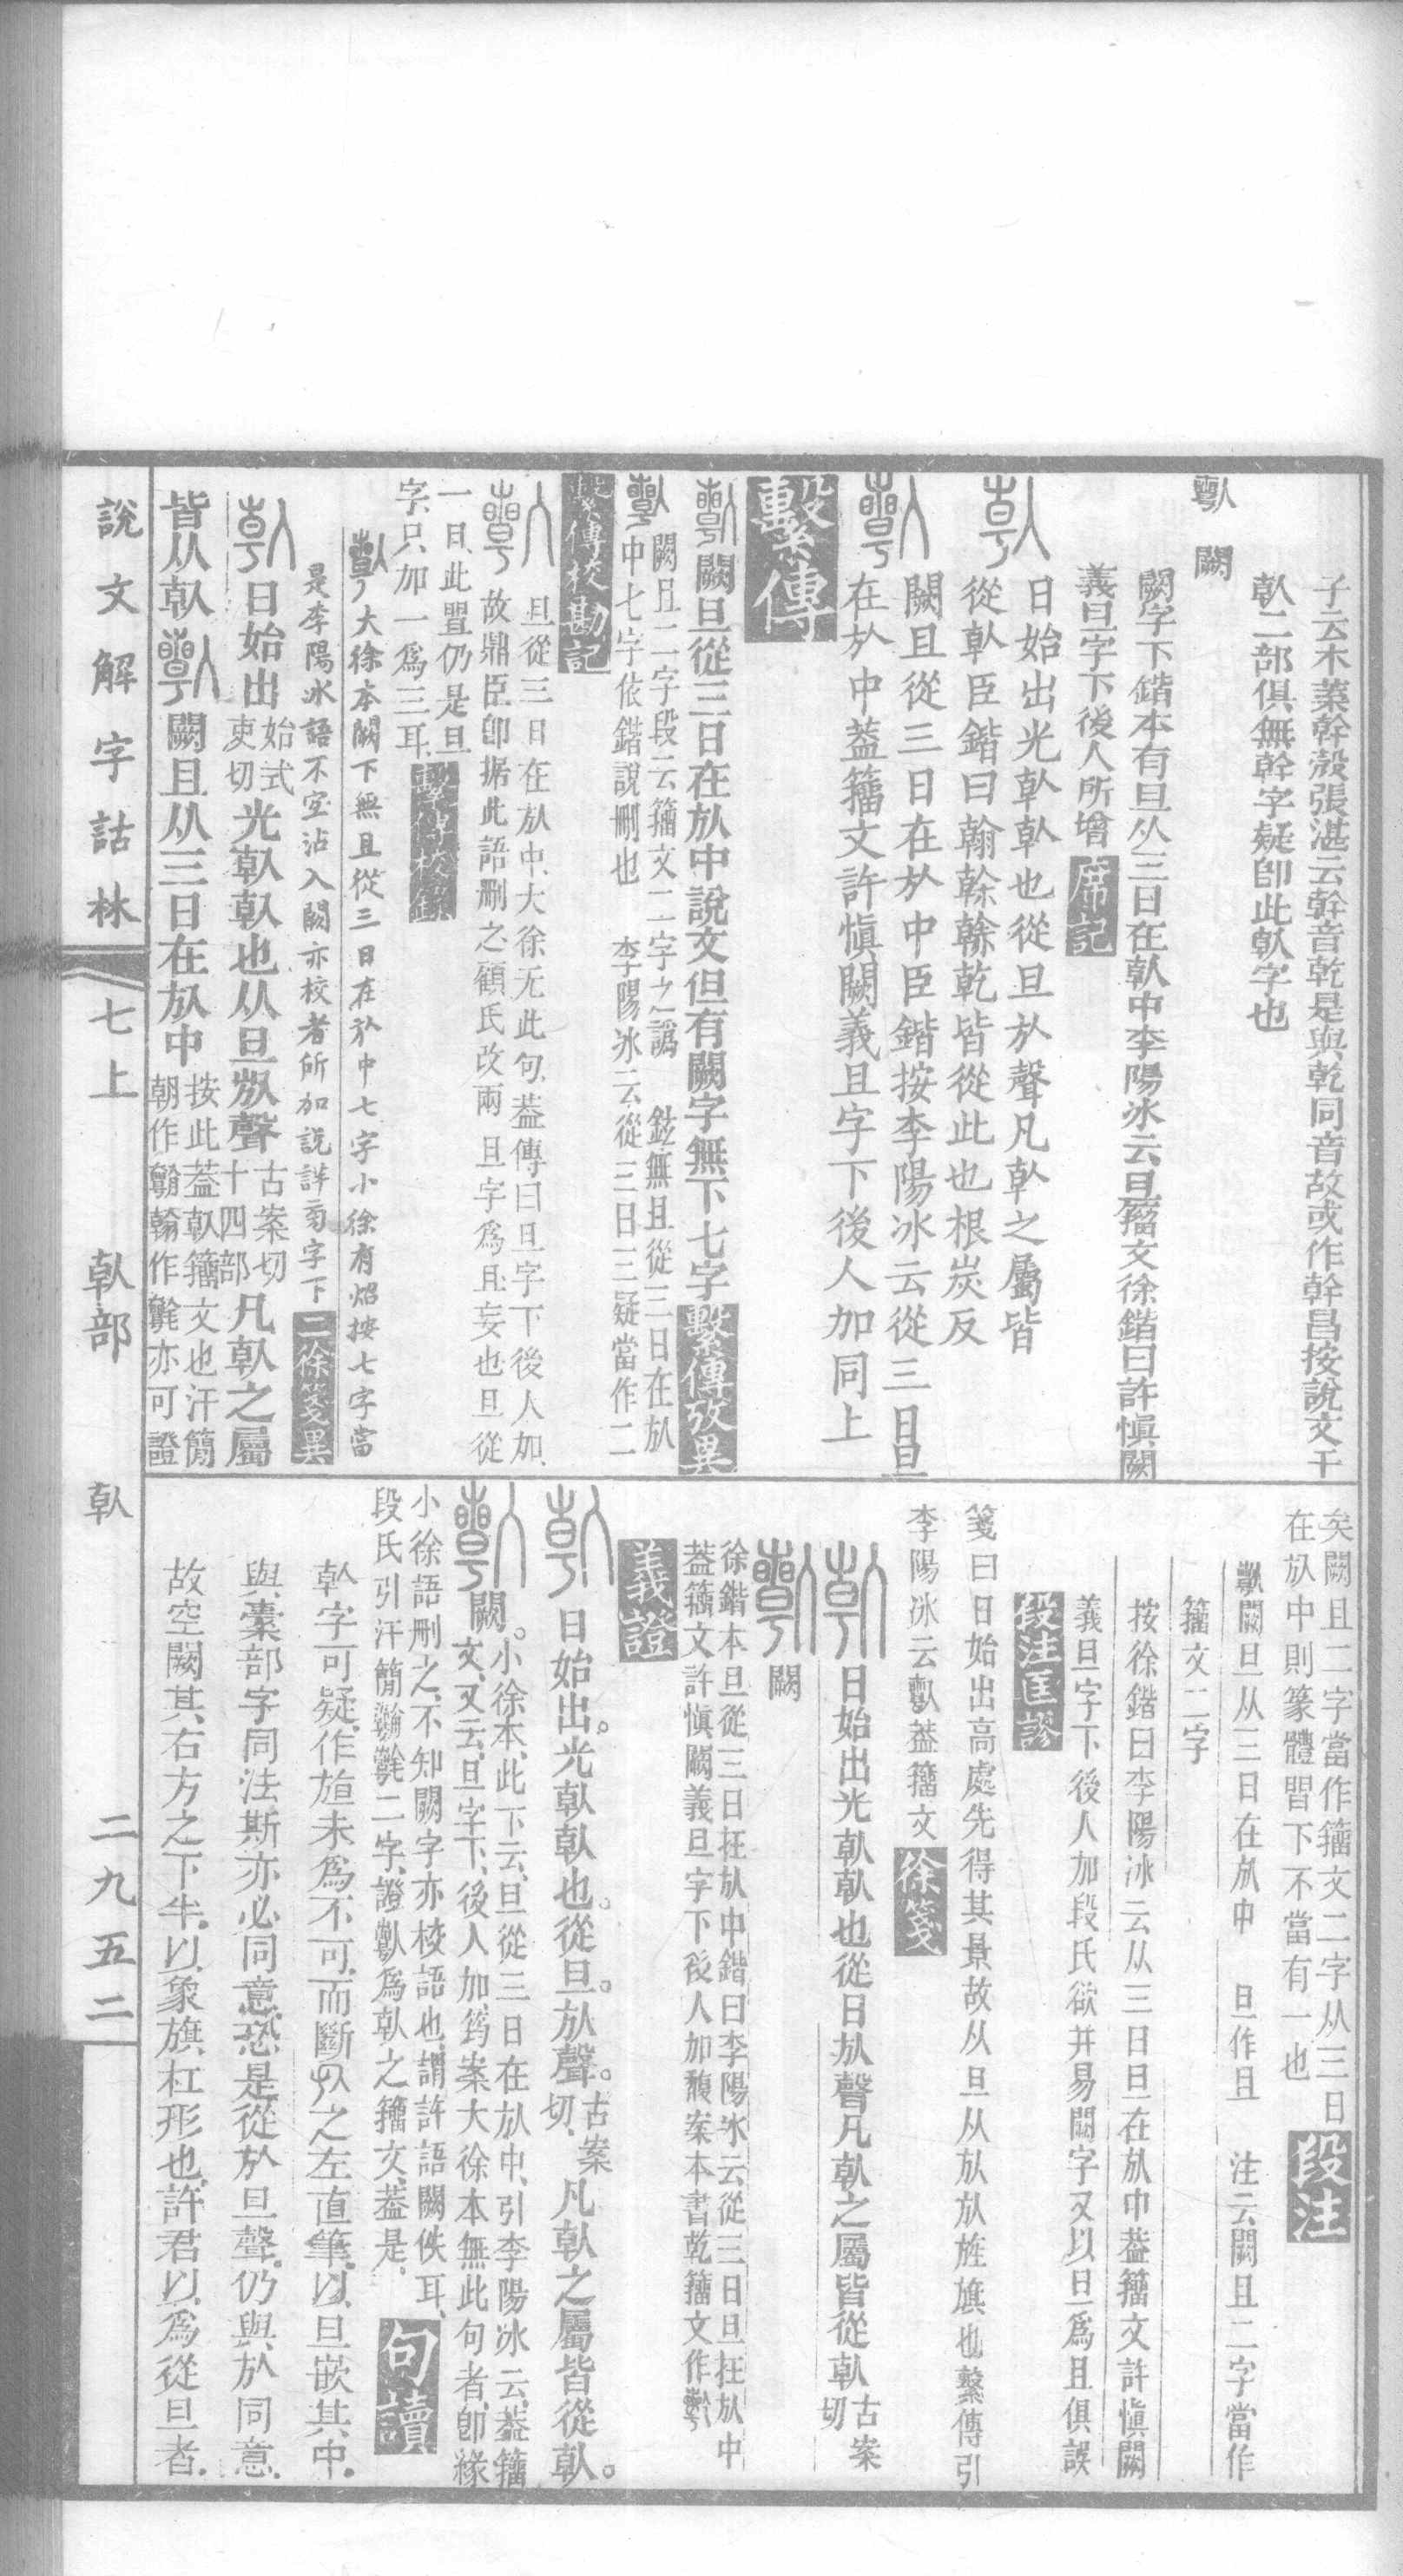 子云木葉幹殼張湛云幹音乾是與乾同音故或作幹昌按說文干
倝二部俱無幹字疑卽此倝字也
闕
闕字下鍇本有旦从三日在倝中李陽冰云旦籀文徐鍇曰許愼闕
義旦字下後人所增
席記
日始出光倝倝也從旦㫃聲凡倝之屬皆
從倝臣鍇曰翰榦乾皆從此也根炭反
闕且從三日在㫃中臣鍇按李陽冰云從三日旦
在㫃中葢籀文許愼闕義且字下後人加同上
繫傳
闕旦從三日在㫃中說文但有闕字無下七字
繫傳攷異
闕且二字段云籀文二字之譌 鉉無且從三日在㫃
中七字依鍇說刪也 李陽冰云從三日三疑當作二
繫傳校勘記
旦從三日在㫃中大徐无此句葢傳曰旦字下後人加
故鼎臣卽据此語刪之顧氏改兩旦字爲且妄也旦從
一日此畕仍是旦
字只加一爲三耳
繫傳校錄
大徐本闕下無且從三日在㫃中七字小徐有炤按七字當
是李陽冰語不宐沾入闕亦校者所加說詳字下
二徐箋異
日始出始式吏切光倝倝也从旦㫃聲古案切十四部凡倝之屬
皆从倝 闕且从三日在㫃中按此葢倝籀文也汗簡朝作翰作亦可證
矣闕且二字當作籀文二字从三日
在㫃中則篆體畕下不當有一也
段注
闕旦从三日在㫃中 旦作且 注云闕且二字當作
籀文二字
按徐鍇曰李陽冰云从三日旦在㫃中葢籀文許愼闕
義旦字下後人加段氏欲并易闕字又以旦爲且俱誤
段注匡謬
箋曰日始出高處先得其景故从旦从㫃㫃旌旗也繫傳引
李陽冰云葢籀文
徐箋
日始出光倝倝也從日㫃聲凡倝之屬皆從倝古案切
闕
徐鍇本旦從三日在㫃中鍇曰李陽冰云從三日旦在㫃中
葢籀文許愼闕義旦字下後人加馥案本書乾籀文作
義證
日始出。光倝倝也。從旦。㫃聲。古案切。凡倝之屬皆從倝。
闕。小徐本、此下云、旦從三日在㫃中、引李陽冰云、葢籀
文、又云、旦字下、後人加、筠案大徐本無此句者、卽緣
小徐語刪之、不知闕字亦校語也、謂許語闕佚耳、
段氏引汗簡二字、證爲倝之籀文、葢是、
句讀
倝字可疑、作㫜未爲不可、而斷㫃之左直筆、以旦嵌其中、
與㯻部字同法、斯亦必同意、恐是從㫃旦聲、仍與㫃同意、
故空闕其右方之下半、以象旗杠形也、許君以爲從旦者、
說文解字詁林 七上 倝部 倝 二九五二